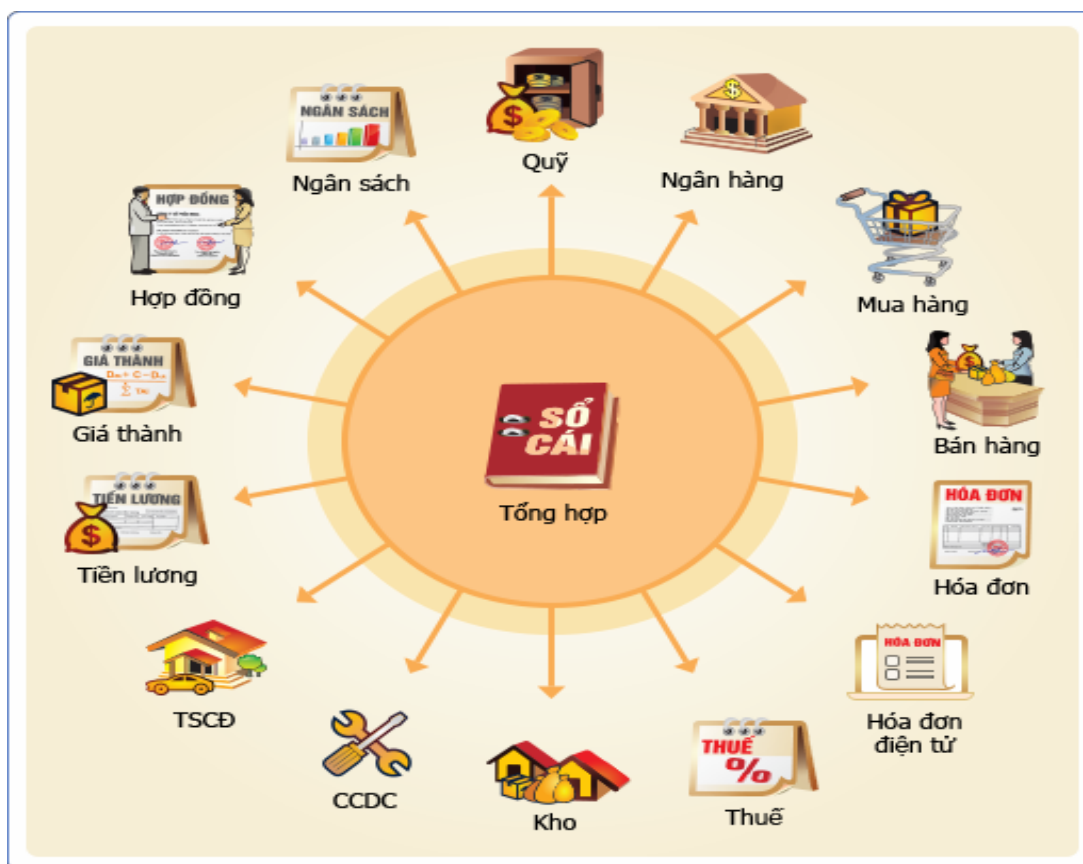 NGÂN SÁCH
Ngân sách
Quỹ
Ngân hàng
HỢP ĐỒNG
Hợp đồng
Mua hàng
GIÁ THÀNH
Giá thành
Bán hàng
SỔ
CÁI
Tổng hợp
TIỀN LƯƠNG
Tiền lương
HÓA ĐƠN
Hóa đơn
TSCĐ
HÓA ĐƠN
Hóa đơn
điện tử
CCDC
Kho
THUẾ
%
Thuế